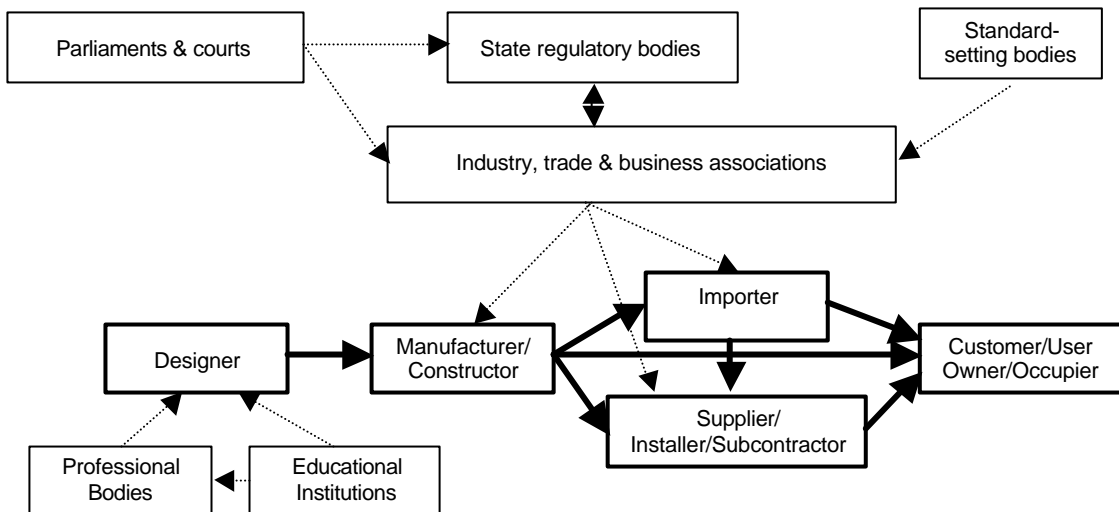 Parliaments & courts
State regulatory bodies
Standard-
setting bodies
Industry, trade & business associations
Importer
Designer
Manufacturer/
Constructor
Customer/User
Owner/Occupier
Supplier/
Installer/Subcontractor
Professional
Bodies
Educational
Institutions